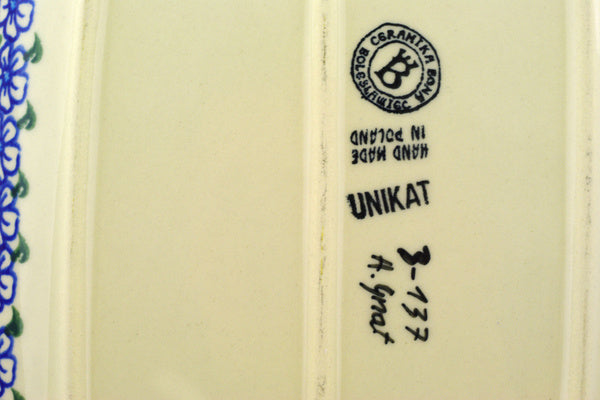 CERAMIKA BONA
BOLESŁAWIEC
B
HAND MADE
IN POLAND
UNIKAT
3-137
A. Gnat